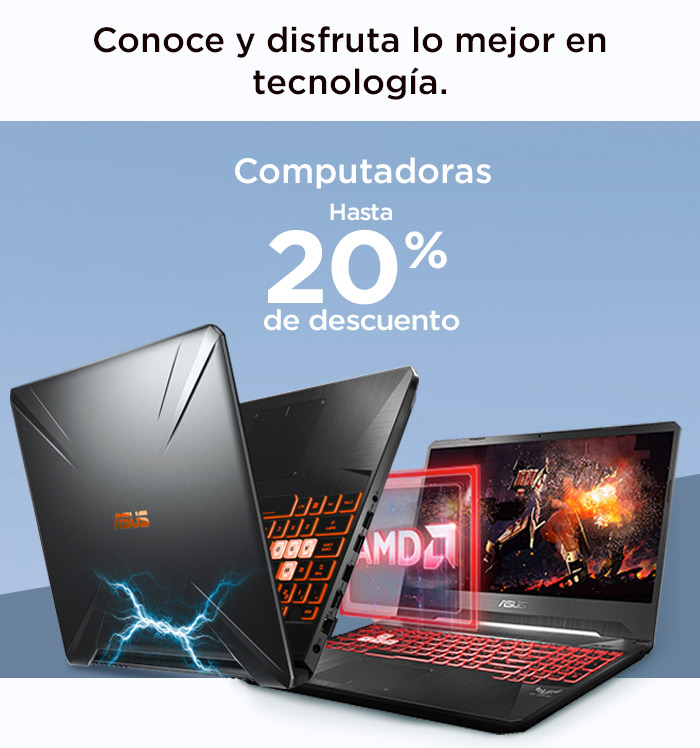 Conoce y disfruta lo mejor en
tecnología.
Computadoras
Hasta
20%
de descuento
ASUS
AMD
ASUS